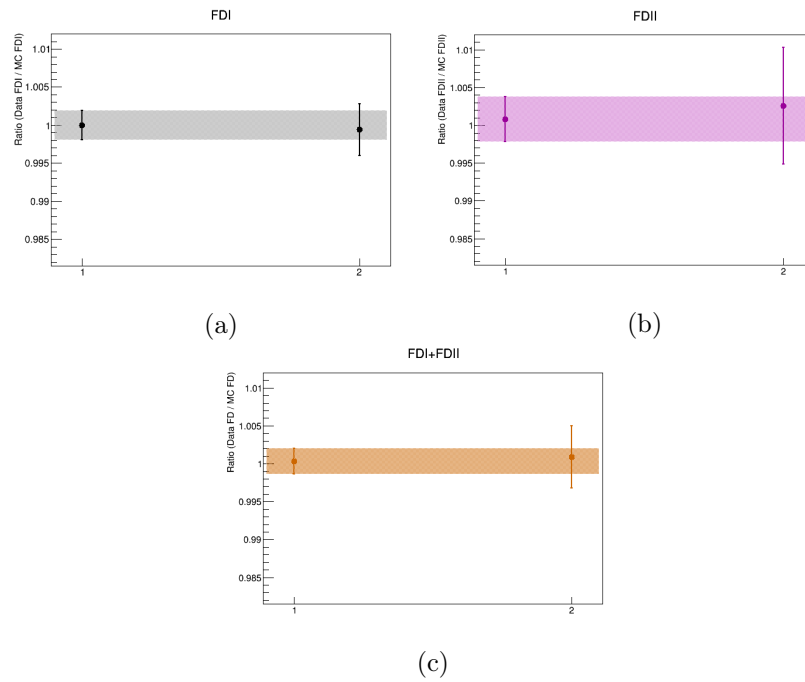 FDI
Ratio (Data FDI / MC FDI)
1.01
1.005
1
0.995
0.99
0.985
1
2
(a)
FDII
Ratio (Data FDII / MC FDII)
1.01
1.005
1
0.995
0.99
0.985
1
2
(b)
FDI+FDII
Ratio (Data FD / MC FD)
1.01
1.005
1
0.995
0.99
0.985
1
2
(c)